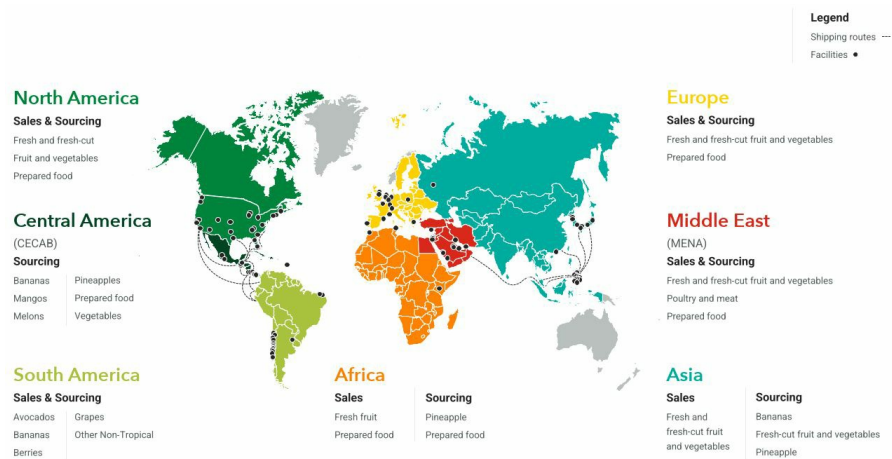 Legend
Shipping routes
Facilities
North America
Sales & Sourcing
Fresh and fresh-cut
Fruit and vegetables
Prepared food
Central America
(CECAB)
Sourcing
Bananas
Mangos
Melons
Pineapples
Prepared food
Vegetables
South America
Sales & Sourcing
Avocados
Bananas
Berries
Grapes
Other Non-Tropical
Africa
Sales
Fresh fruit
Prepared food
Sourcing
Pineapple
Prepared food
Europe
Sales & Sourcing
Fresh and fresh-cut fruit and vegetables
Prepared food
Middle East
(MENA)
Sales & Sourcing
Fresh and fresh-cut fruit and vegetables
Poultry and meat
Prepared food
Asia
Sales
Fresh and
fresh-cut fruit
and vegetables
Sourcing
Bananas
Fresh-cut fruit and vegetables
Pineapple